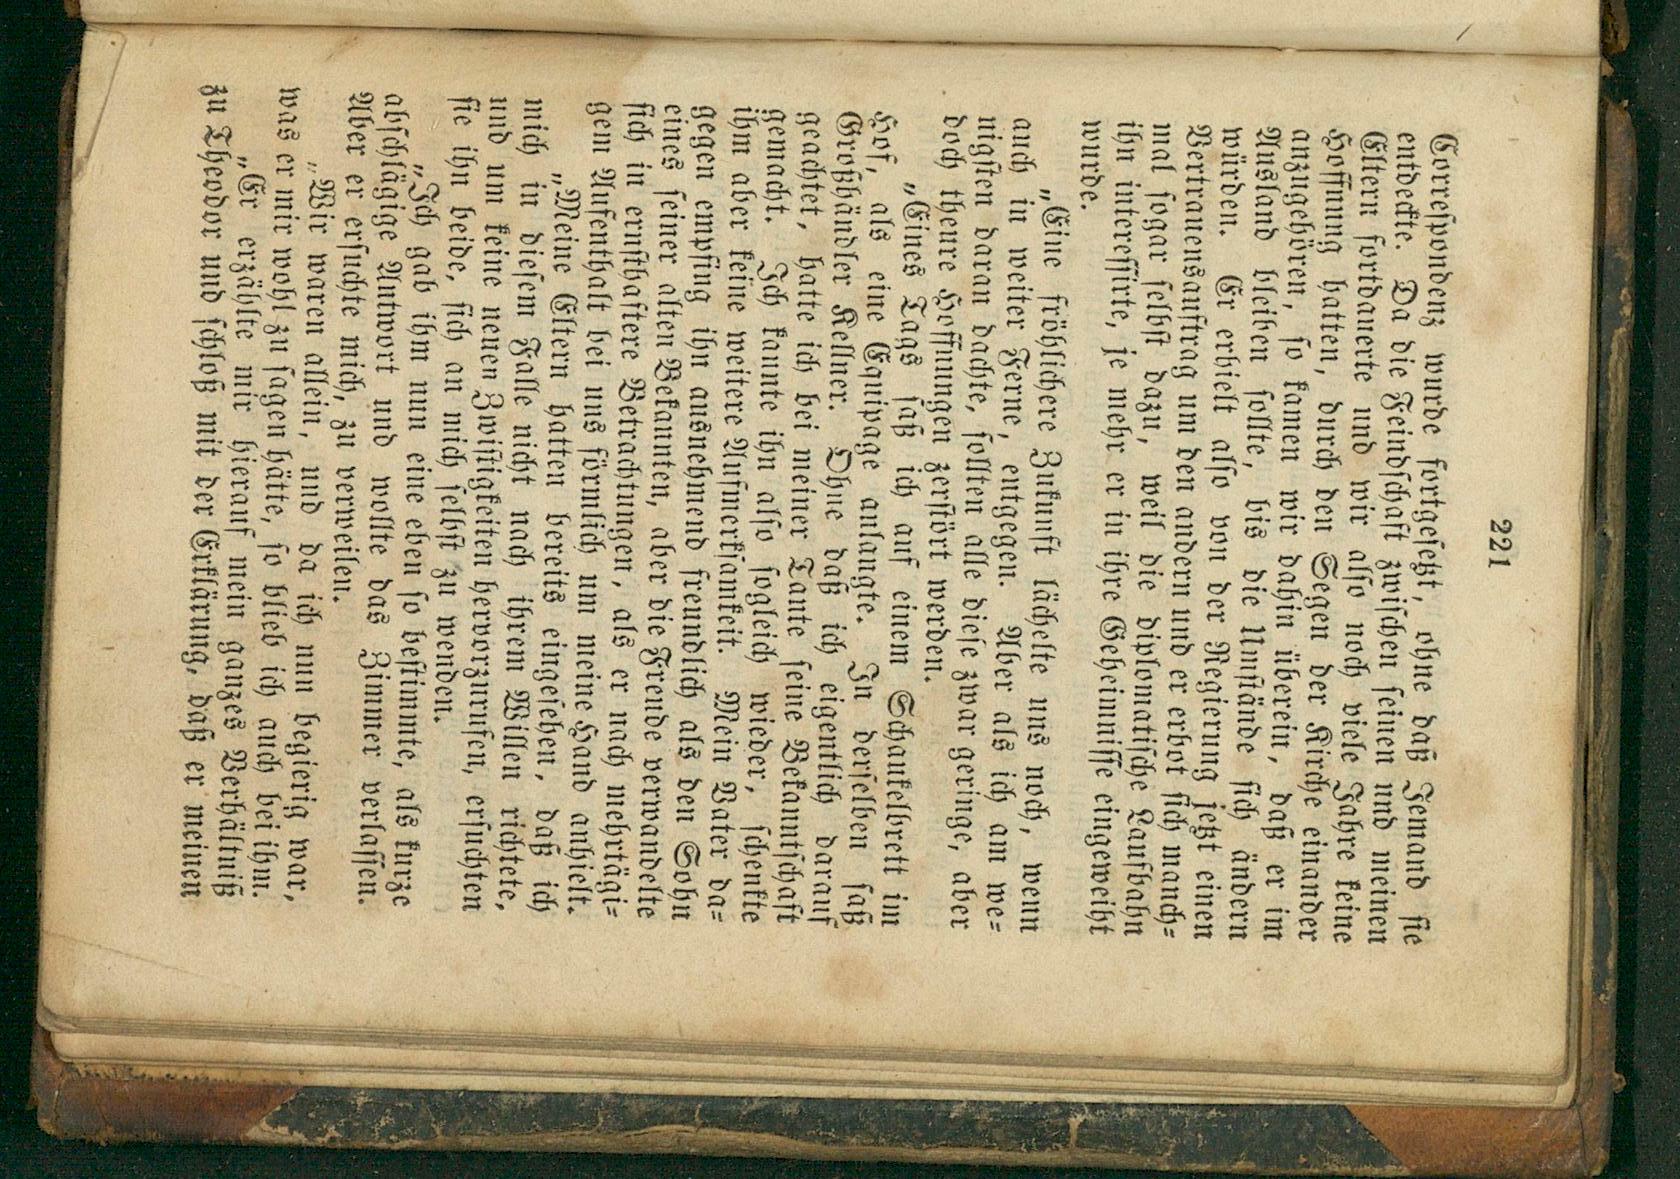 221
Correspondenz wurde fortgesetzt, ohne daß Jemand sie
entdeckte. Da die Feindschaft zwischen seinen und meinen
Eltern fortdauerte und wir also noch viele Jahre keine
Hoffnung hatten, durch den Segen der Kirche einander
anzugehören, so kamen wir dahin überein, daß er im
Ausland bleiben sollte, bis die Umstände sich ändern
würden. Er erhielt also von der Regierung jetzt einen
Vertrauensauftrag um den andern und er erbot sich manch-
mal sogar selbst dazu, weil die diplomatische Laufbahn
ihn interessirte, je mehr er in ihre Geheimnisse eingeweiht
wurde.
„Eine fröhlichere Zukunft lächelte uns noch, wenn
auch in weiter Ferne, entgegen. Aber als ich am we-
nigsten daran dachte, sollten alle diese zwar geringe, aber
doch theure Hoffnungen zerstört werden.
„Eines Tags saß ich auf einem Schaukelbrett im
Hof, als eine Equipage anlangte. In derselben saß
Großhändler Kellner. Ohne daß ich eigentlich darauf
geachtet, hatte ich bei meiner Tante seine Bekanntschaft
gemacht. Ich kannte ihn also sogleich wieder, schenkte
ihm aber keine weitere Aufmerksamkeit. Mein Vater da-
gegen empfing ihn ausnehmend freundlich als den Sohn
eines seiner alten Bekannten, aber die Freude verwandelte
sich in ernsthaftere Betrachtungen, als er nach mehrtägi-
gem Aufenthalt bei uns förmlich um meine Hand anhielt.
„Meine Eltern hatten bereits eingesehen, daß ich
mich in diesem Falle nicht nach ihrem Willen richtete,
und um keine neuen Zwistigkeiten hervorzurufen, ersuchten
sie ihn beide, sich an mich selbst zu wenden.
„Ich gab ihm nun eine eben so bestimmte, als kurze
abschlägige Antwort und wollte das Zimmer verlassen.
Aber er ersuchte mich, zu verweilen.
„Wir waren allein, und da ich nun begierig war,
was er mir wohl zu sagen hätte, so blieb ich auch bei ihm.
„Er erzählte mir hierauf mein ganzes Verhältniß
zu Theodor und schloß mit der Erklärung, daß er meinen